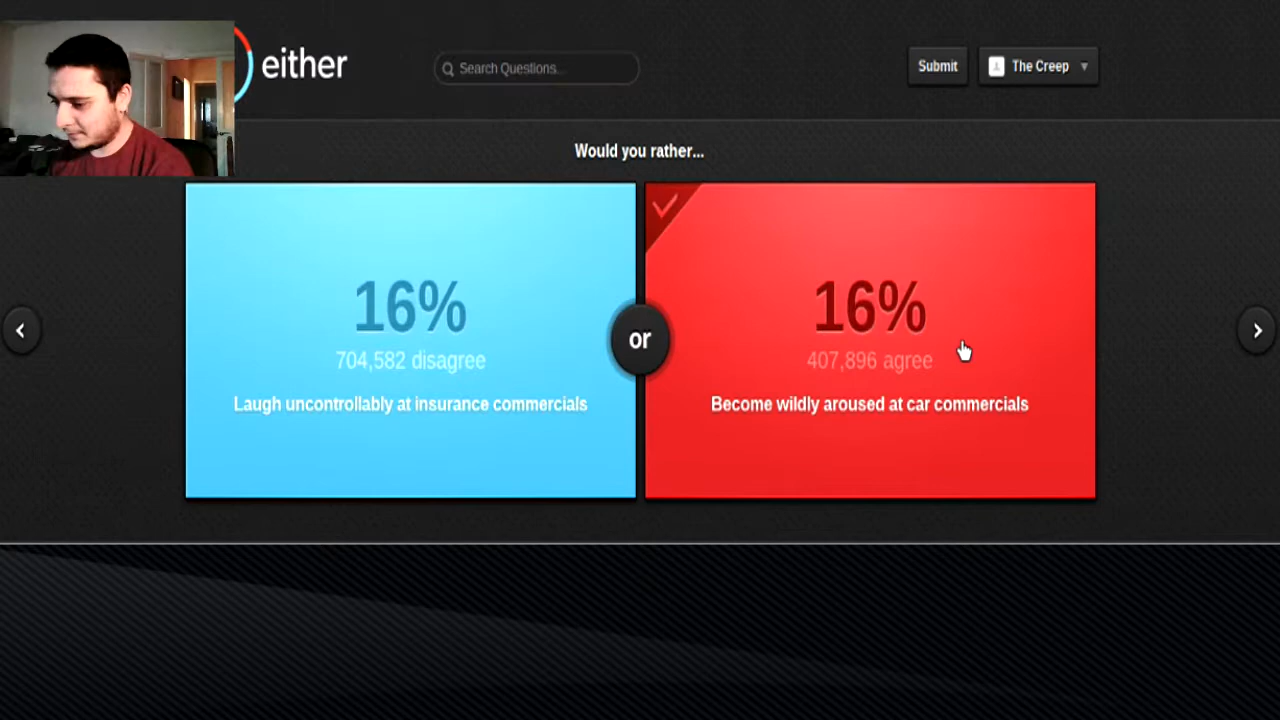 either
Search Questions...
Submit
The Creep
Would you rather...
16%
704,582 disagree
Laugh uncontrollably at insurance commercials
or
16%
407,896 agree
Become wildly aroused at car commercials